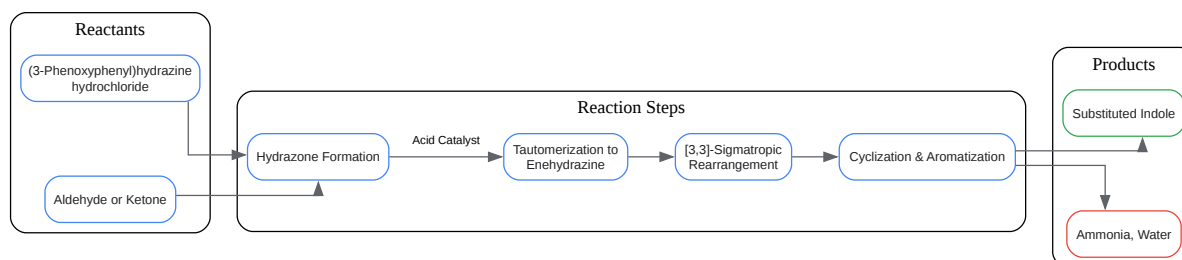 Reactants
(3-Phenoxyphenyl)hydrazine
hydrochloride
Aldehyde or Ketone
Reaction Steps
Hydrazone Formation
Acid Catalyst
Tautomerization to
Enehydrazine
[3,3]-Sigmatropic
Rearrangement
Cyclization & Aromatization
Products
Substituted Indole
Ammonia, Water